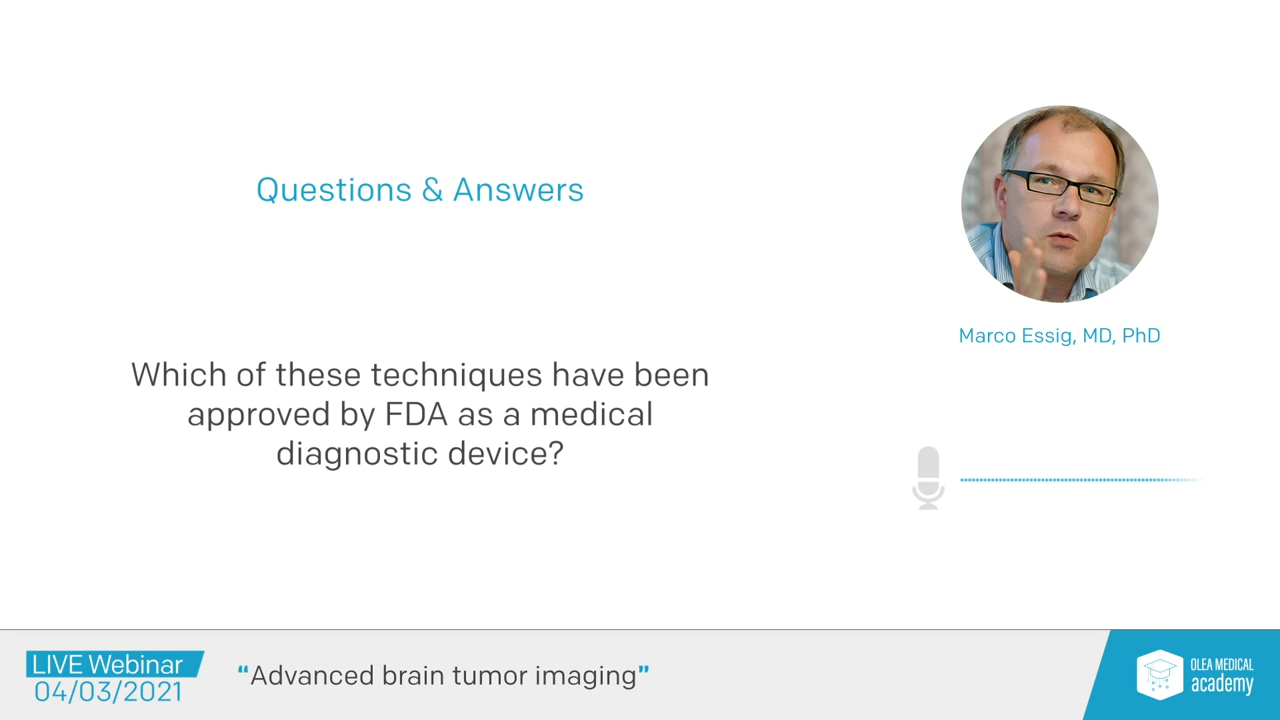 Questions & Answers
Which of these techniques have been
approved by FDA as a medical
diagnostic device?
Marco Essig, MD, PhD
LIVE Webinar
04/03/2021
“Advanced brain tumor imaging”
OLEA MEDICAL
academy